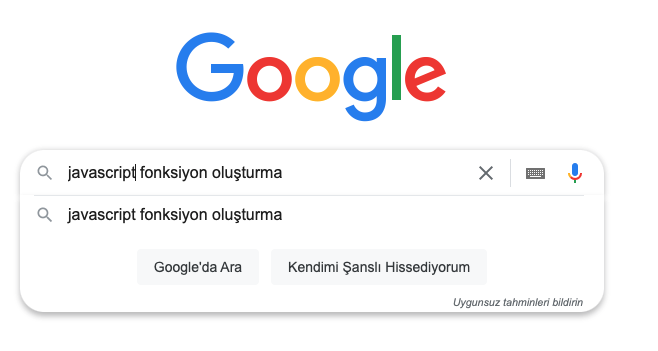 Google
javascript fonksiyon oluşturma
javascript fonksiyon oluşturma
Google'da Ara
Kendimi Şanslı Hissediyorum
Uygunsuz tahminleri bildirin